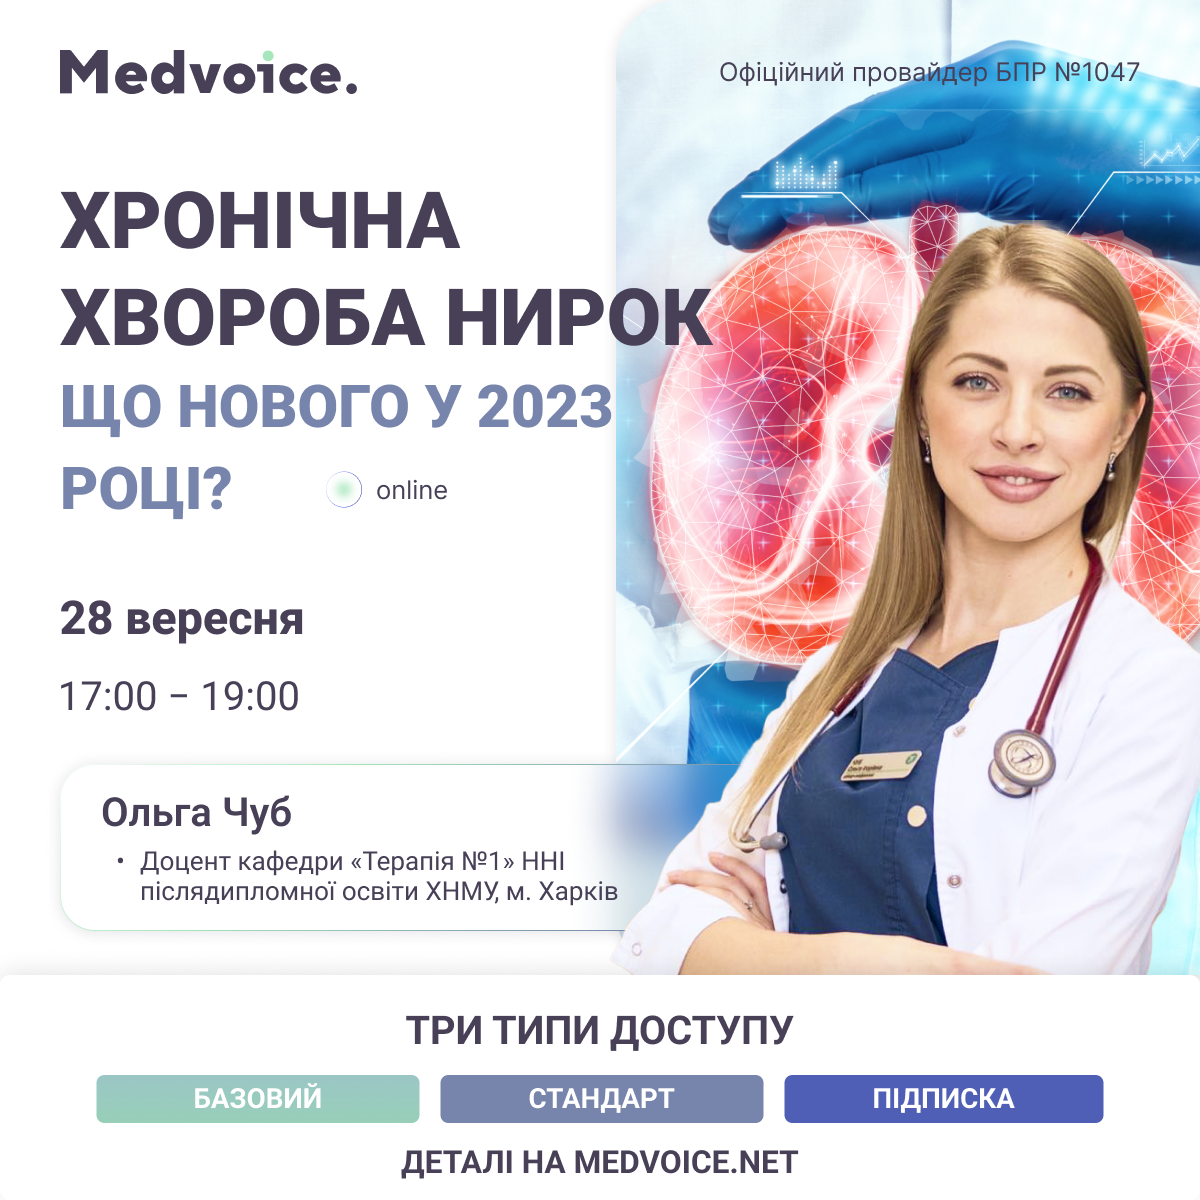 Medvoice.
Офіційний провайдер БПР №1047
ХРОНІЧНА
ХВОРОБА НИРОК
ЩО НОВОГО У 2023
РОЦІ?
online
28 вересня
17:00 – 19:00
Ольга Чуб
• Доцент кафедри «Терапія №1» ННІ
післядипломної освіти ХНМУ, м. Харків
ТРИ ТИПИ ДОСТУПУ
БАЗОВИЙ
СТАНДАРТ
ПІДПИСКА
ДЕТАЛІ НА MEDVOICE.NET